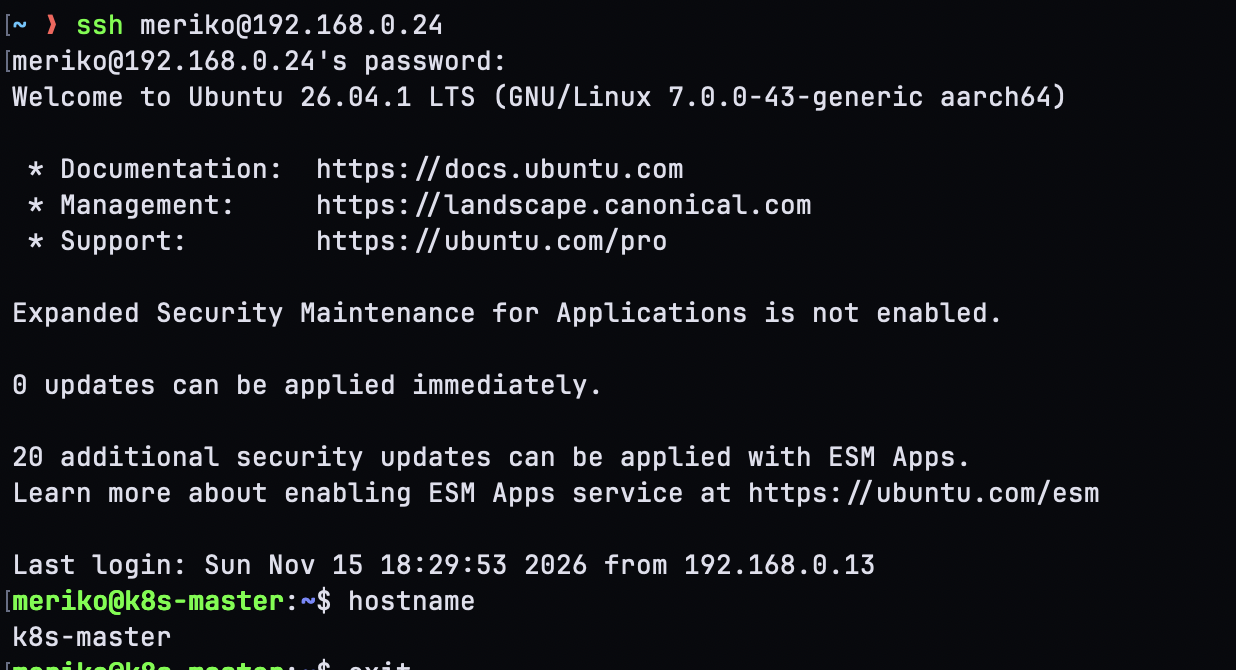 [~ ❯ ssh meriko@192.168.0.24
[meriko@192.168.0.24's password:
Welcome to Ubuntu 26.04.1 LTS (GNU/Linux 7.0.0-43-generic aarch64)
* Documentation:  https://docs.ubuntu.com
* Management:     https://landscape.canonical.com
* Support:        https://ubuntu.com/pro
Expanded Security Maintenance for Applications is not enabled.
0 updates can be applied immediately.
20 additional security updates can be applied with ESM Apps.
Learn more about enabling ESM Apps service at https://ubuntu.com/esm
Last login: Sun Nov 15 18:29:53 2026 from 192.168.0.13
[meriko@k8s-master:~$ hostname
k8s-master
[meriko@k8s-master:~$ exit